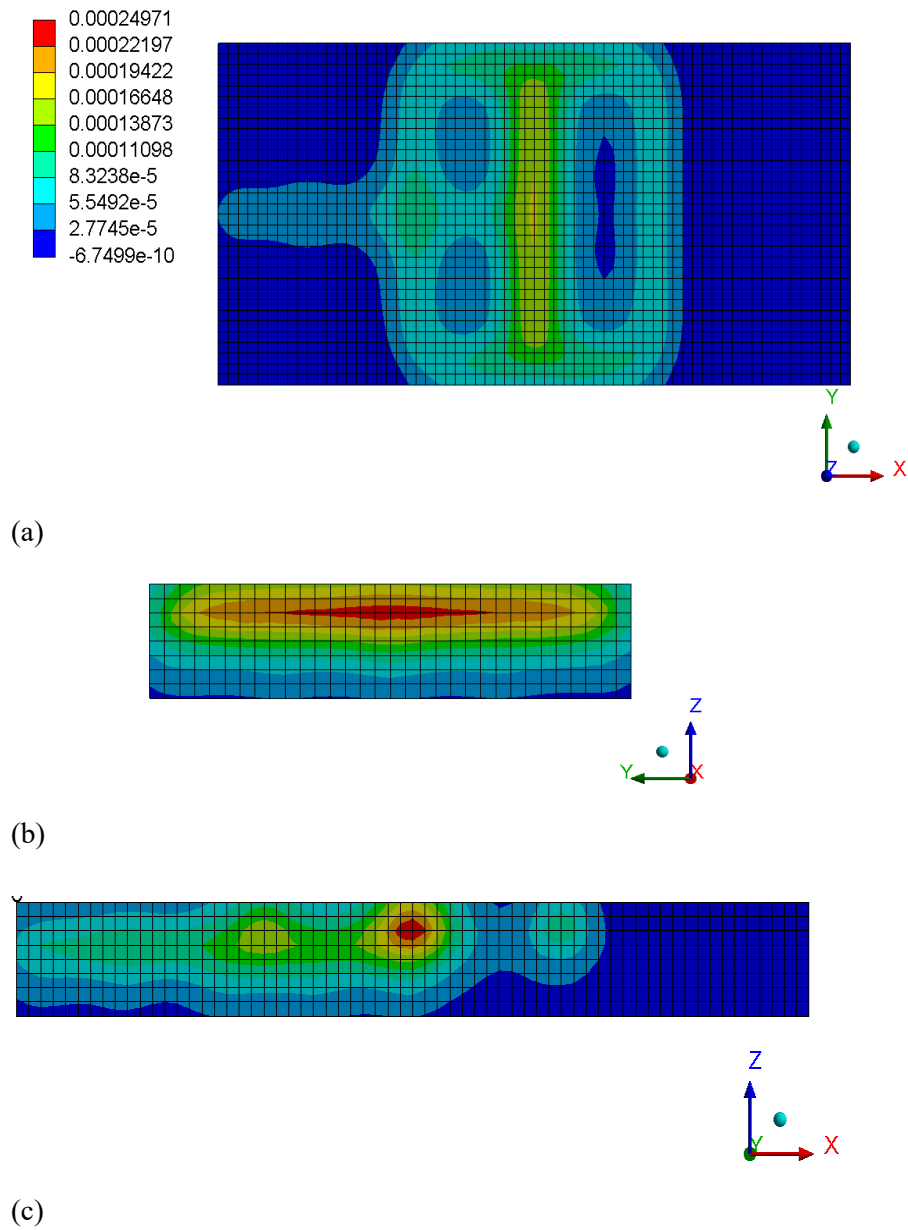 0.00024971
0.00022197
0.00019422
0.00016648
0.00013873
0.00011098
8.3238e-5
5.5492e-5
2.7745e-5
-6.7499e-10
Y
Z
X
(a)
Z
Y
X
(b)
Z
Y
X
(c)